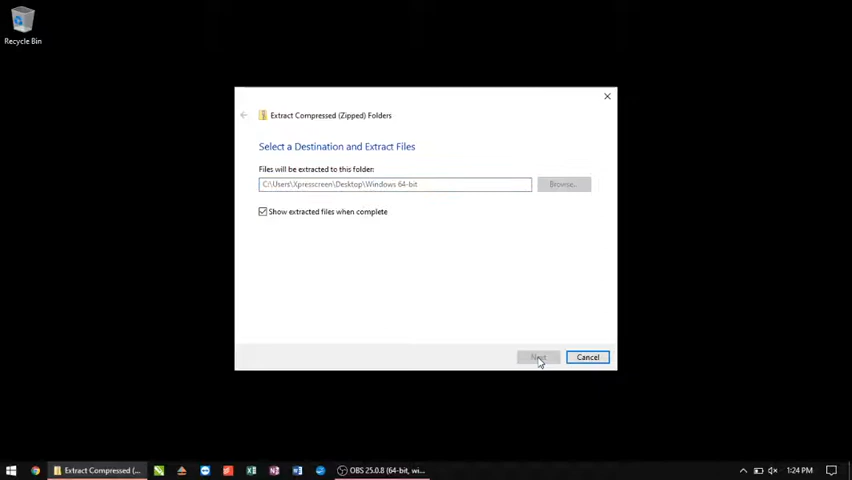 Recycle Bin
Extract Compressed (Zipped) Folders
Select a Destination and Extract Files
Files will be extracted to this folder:
C:\Users\Xpresscreen\Desktop\Windows 64-bit
Browse...
Show extracted files when complete
Next
Cancel
Extract Compressed (...
OBS 25.0.8 (64-bit, wi...
1:24 PM